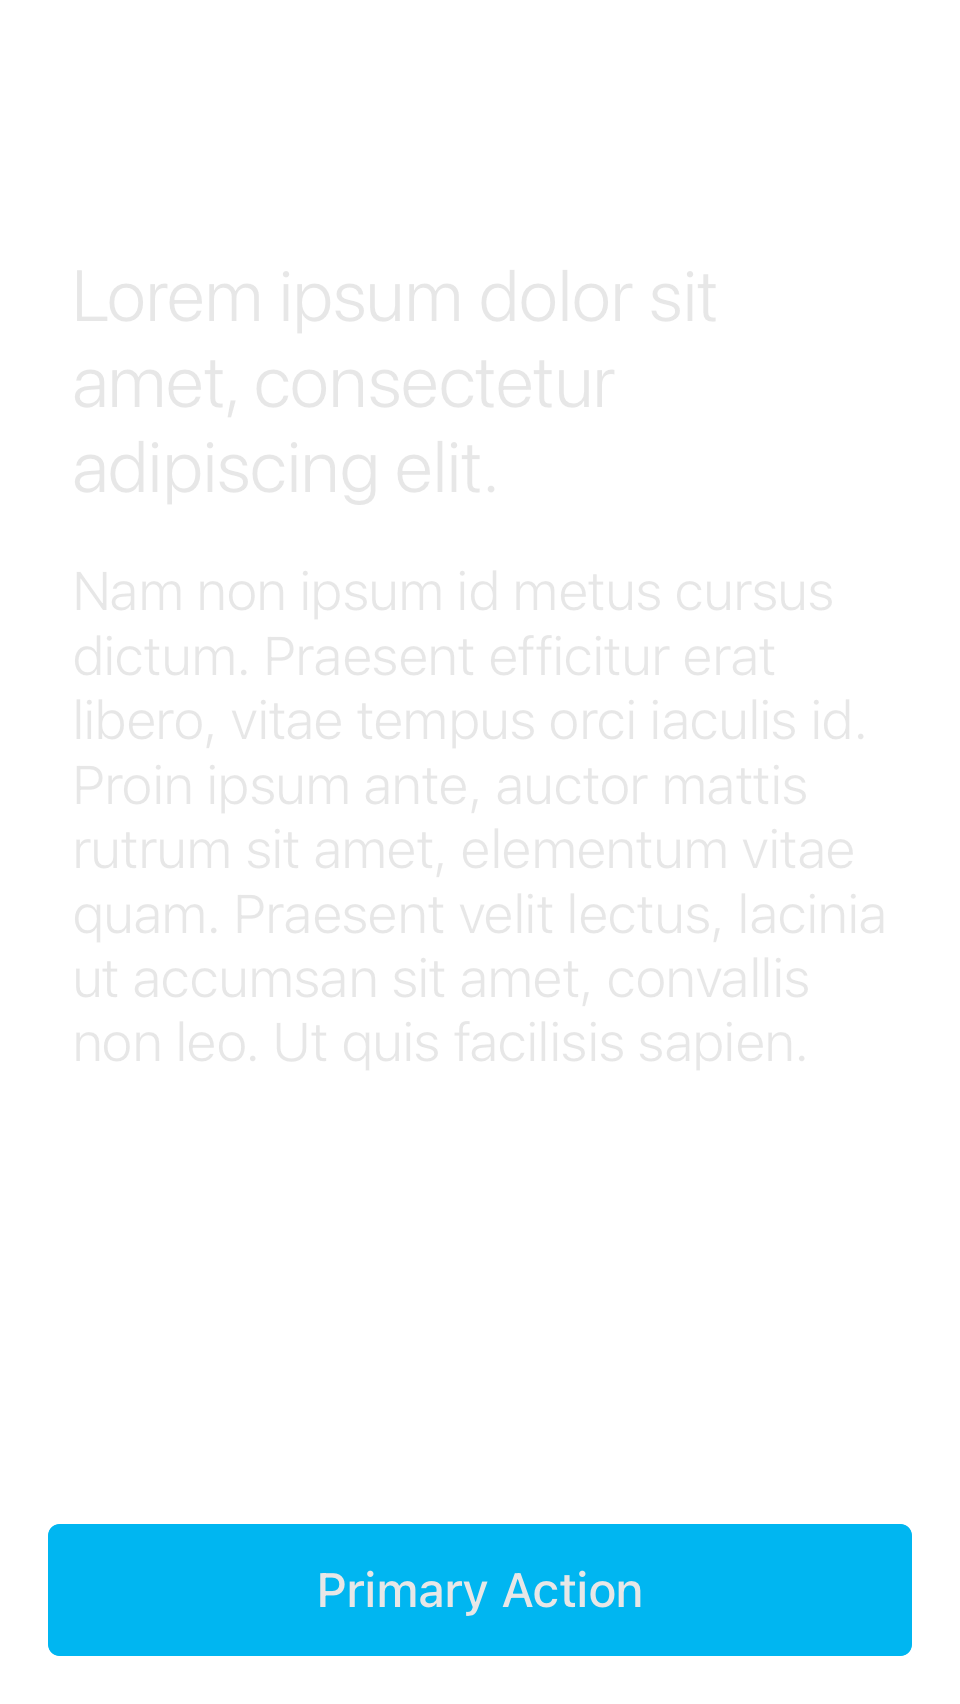 Lorem ipsum dolor sit
amet, consectetur
adipiscing elit.
Nam non ipsum id metus cursus
dictum. Praesent efficitur erat
libero, vitae tempus orci iaculis id.
Proin ipsum ante, auctor mattis
rutrum sit amet, elementum vitae
quam. Praesent velit lectus, lacinia
ut accumsan sit amet, convallis
non leo. Ut quis facilisis sapien.
Primary Action